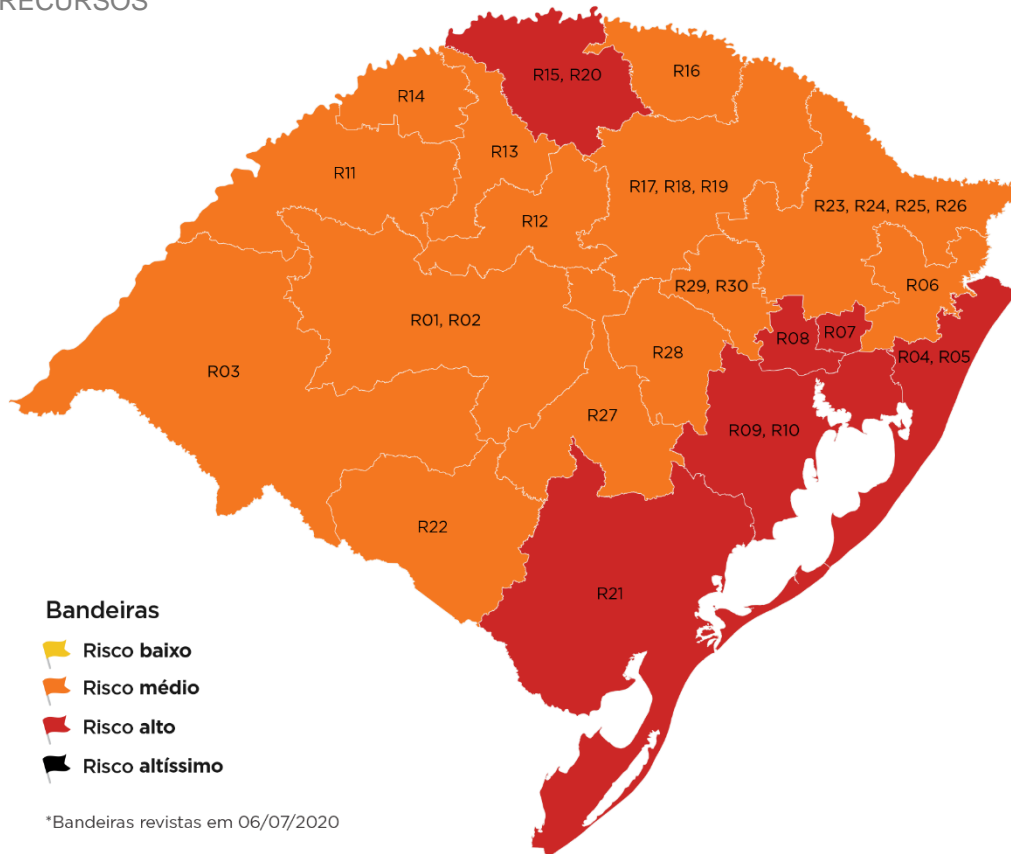 RECURSOS
R15, R20
R16
R14
R13
R11
R17, R18, R19
R12
R23, R24, R25, R26
R29, R30
R06
R01, R02
R08
R07
R28
R04, R05
R03
R27
R09, R10
R22
R21
Bandeiras
Risco baixo
Risco médio
Risco alto
Risco altíssimo
*Bandeiras revistas em 06/07/2020